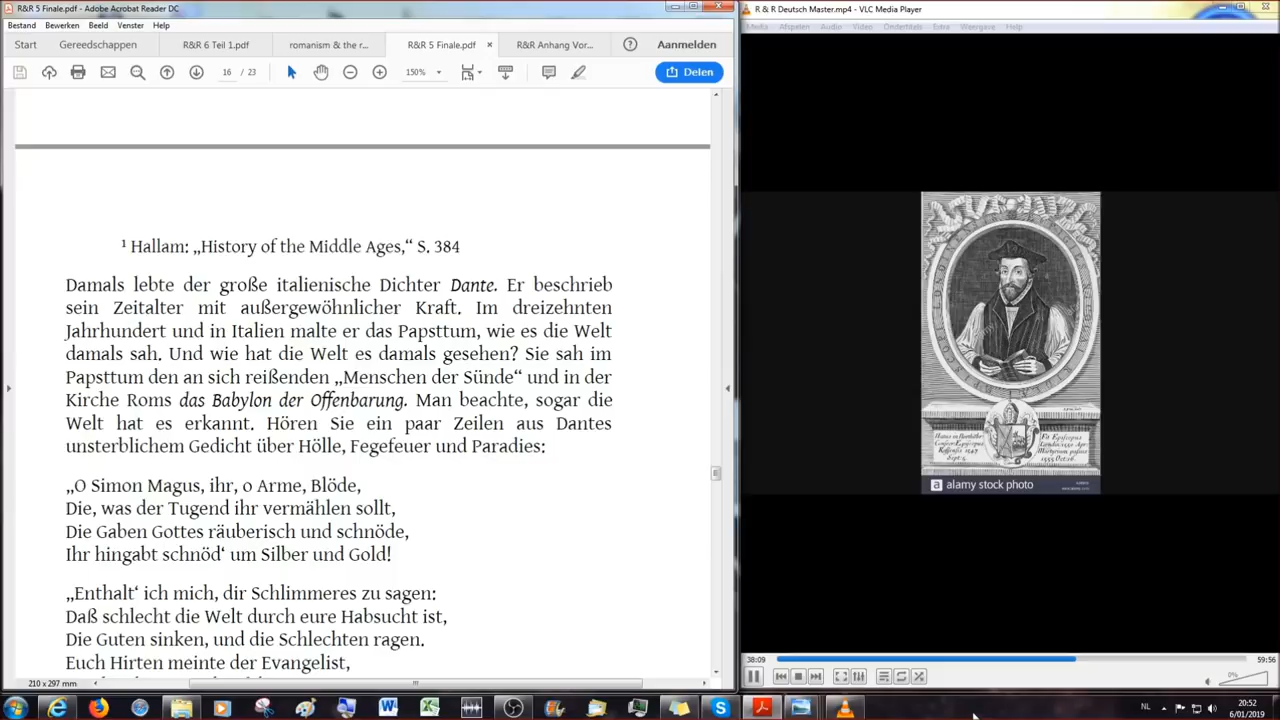 R&R 5 Finale.pdf - Adobe Acrobat Reader DC
Bestand Bewerken Beeld Venster Help
Start Gereedschappen R&R 6 Teil 1.pdf romanism & the r... R&R 5 Finale.pdf × R&R Anhang Vor... Aanmelden
16 / 23 150% Delen
¹ Hallam: „History of the Middle Ages,“ S. 384
Damals lebte der große italienische Dichter Dante. Er beschrieb
sein Zeitalter mit außergewöhnlicher Kraft. Im dreizehnten
Jahrhundert und in Italien malte er das Papsttum, wie es die Welt
damals sah. Und wie hat die Welt es damals gesehen? Sie sah im
Papsttum den an sich reißenden „Menschen der Sünde“ und in der
Kirche Roms das Babylon der Offenbarung. Man beachte, sogar die
Welt hat es erkannt. Hören Sie ein paar Zeilen aus Dantes
unsterblichem Gedicht über Hölle, Fegefeuer und Paradies:
„O Simon Magus, ihr, o Arme, Blöde,
Die, was der Tugend ihr vermählen sollt,
Die Gaben Gottes räuberisch und schnöde,
Ihr hingabt schnöd‘ um Silber und Gold!
„Enthalt‘ ich mich, dir Schlimmeres zu sagen:
Daß schlecht die Welt durch eure Habsucht ist,
Die Guten sinken, und die Schlechten ragen.
Euch Hirten meinte der Evangelist,
210 x 297 mm
R & R Deutsch Master.mp4 - VLC Media Player
Media Afspelen Audio Video Ondertitels Extra Weergave Help
a alamy stock photo
38:09 59:56
0%
NL 20:52
6/01/2019